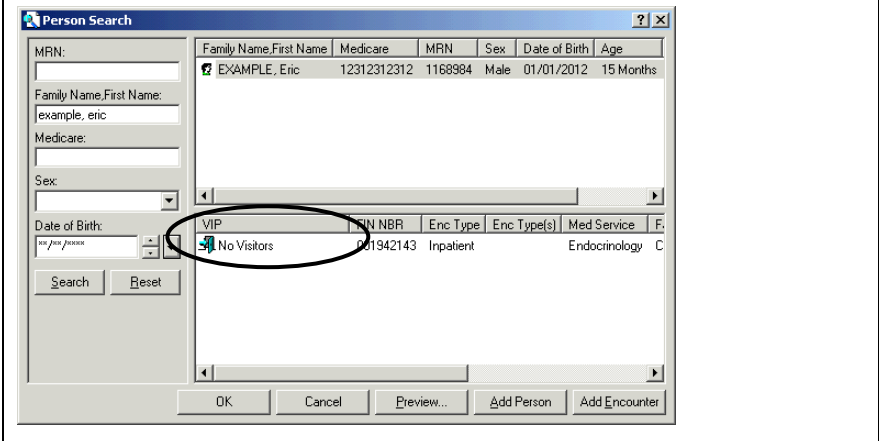 Person Search
MRN:
Family Name,First Name:
example, eric
Medicare:
Sex:
Date of Birth:
**/**/****
Search Reset
Family Name,First Name Medicare MRN Sex Date of Birth Age
EXAMPLE, Eric 12312312312 1168984 Male 01/01/2012 15 Months
VIP FIN NBR Enc Type Enc Type(s) Med Service
No Visitors 001942143 Inpatient Endocrinology C
OK Cancel Preview... Add Person Add Encounter